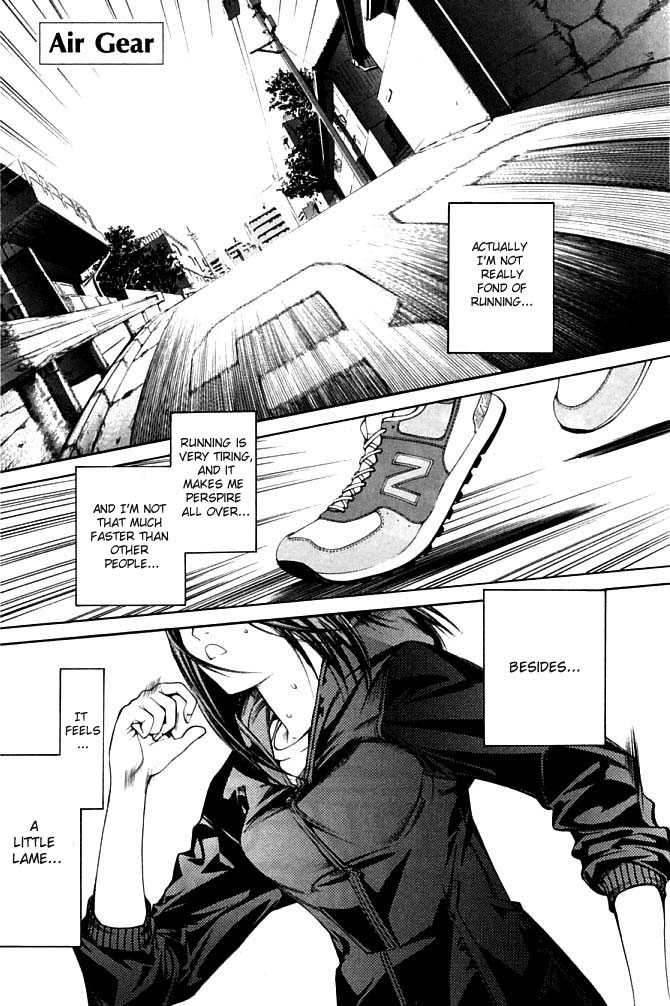 Air Gear
ACTUALLY
I'M NOT
REALLY
FOND OF
RUNNING...
RUNNING IS
VERY TIRING,
AND IT
MAKES ME
PERSPIRE
ALL OVER...
AND I'M NOT
THAT MUCH
FASTER THAN
OTHER
PEOPLE...
N
BESIDES...
IT
FEELS
...
A
LITTLE
LAME...